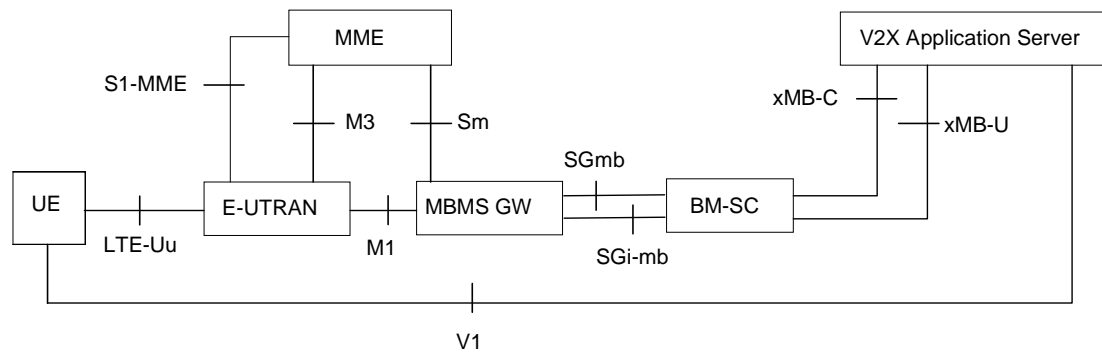 MME
V2X Application Server
S1-MME
xMB-C
M3
Sm
xMB-U
SGmb
UE
E-UTRAN
MBMS GW
BM-SC
LTE-Uu
M1
SGi-mb
V1